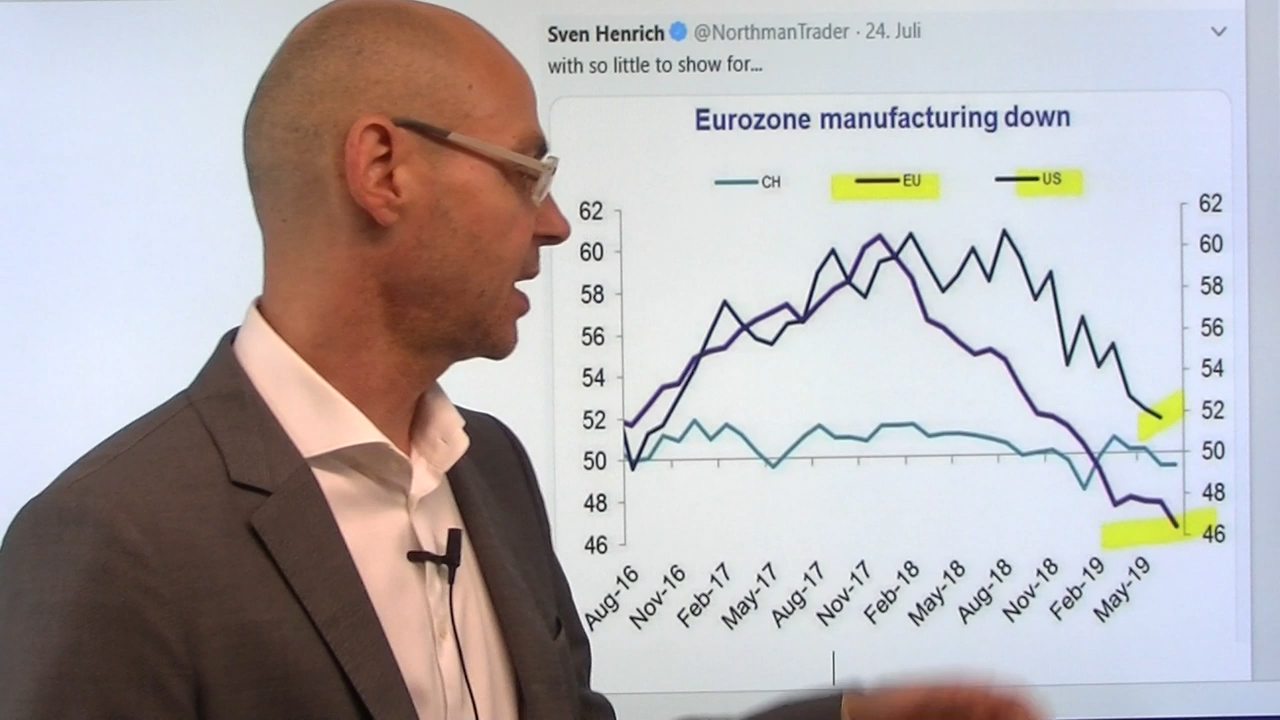 Sven Henrich @NorthmanTrader · 24. Juli
with so little to show for...
Eurozone manufacturing down
CH EU US
62 62
60 60
58 58
56 56
54 54
52 52
50 50
48 48
46 46
Aug-16 Nov-16 Feb-17 May-17 Aug-17 Nov-17 Feb-18 May-18 Aug-18 Nov-18 Feb-19 May-19